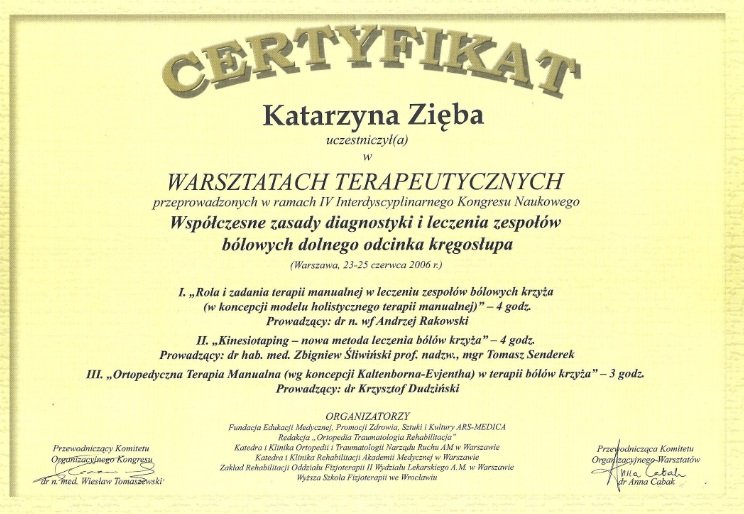 CERTYFIKAT
Katarzyna Zięba
uczestniczył(a)
w
WARSZTATACH TERAPEUTYCZNYCH
przeprowadzonych w ramach IV Interdyscyplinarnego Kongresu Naukowego
Współczesne zasady diagnostyki i leczenia zespołów
bólowych dolnego odcinka kręgosłupa
(Warszawa, 23-25 czerwca 2006 r.)
I. „Rola i zadania terapii manualnej w leczeniu zespołów bólowych krzyża
(w koncepcji modelu holistycznego terapii manualnej)” – 4 godz.
Prowadzący: dr n. wf Andrzej Rakowski
II. „Kinesiotaping – nowa metoda leczenia bólów krzyża” – 4 godz.
Prowadzący: dr hab. med. Zbigniew Śliwiński prof. nadzw., mgr Tomasz Senderek
III. „Ortopedyczna Terapia Manualna (wg koncepcji Kaltenborna-Evjentha) w terapii bólów krzyża” – 3 godz.
Prowadzący: dr Krzysztof Dudziński
ORGANIZATORZY
Fundacja Edukacji Medycznej, Promocji Zdrowia, Sztuki i Kultury ARS-MEDICA
Redakcja „Ortopedia Traumatologia Rehabilitacja”
Katedra i Klinika Ortopedii i Traumatologii Narządu Ruchu AM w Warszawie
Katedra i Klinika Rehabilitacji Akademii Medycznej w Warszawie
Zakład Rehabilitacji Oddziału Fizjoterapii II Wydziału Lekarskiego A.M. w Warszawie
Wyższa Szkoła Fizjoterapii we Wrocławiu
Przewodniczący Komitetu
Organizacyjnego Kongresu
dr n. med. Wiesław Tomaszewski
Przewodnicząca Komitetu
Organizacyjnego Warsztatów
Anna Cabak
dr Anna Cabak